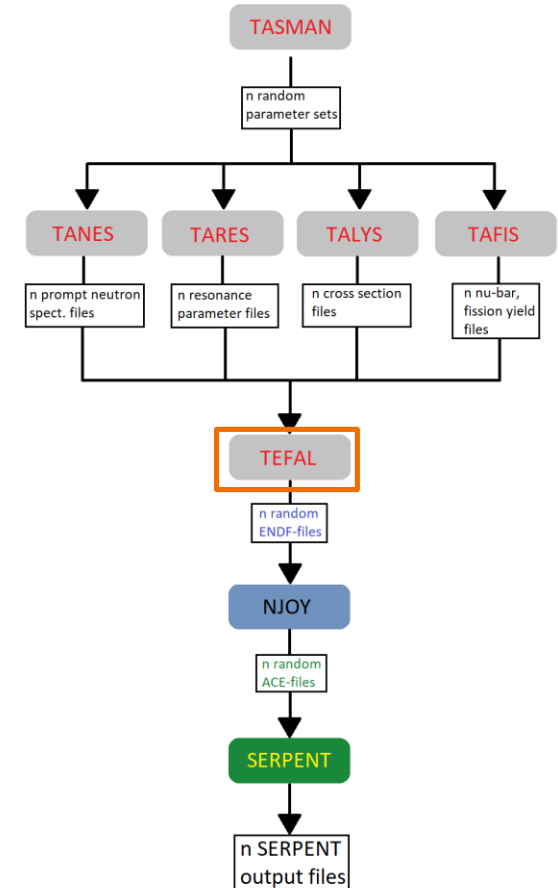 TASMAN
n random
parameter sets
TANES
TARES
TALYS
TAFIS
n prompt neutron
spect. files
n resonance
parameter files
n cross section
files
n nu-bar,
fission yield
files
TEFAL
n random
ENDF-files
NJOY
n random
ACE-files
SERPENT
n SERPENT
output files